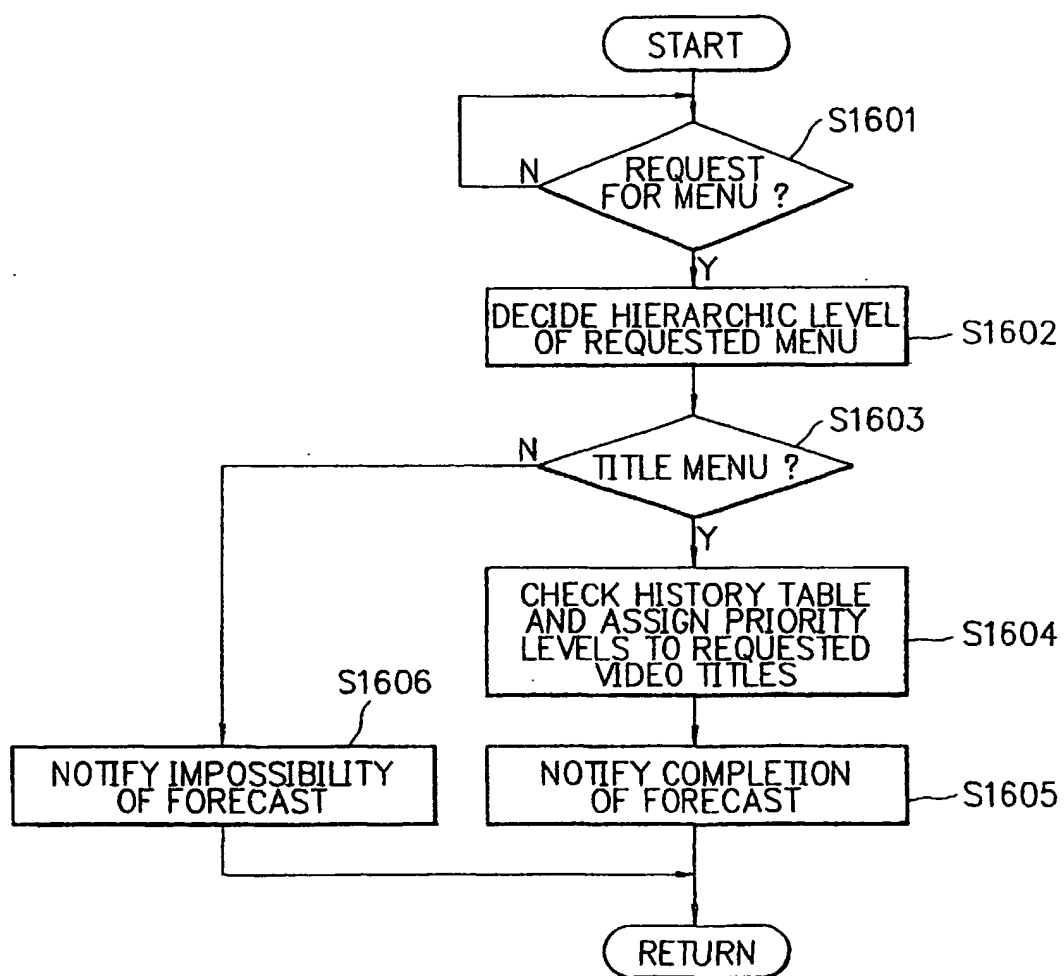 START
S1601
REQUEST
FOR MENU ?
N
Y
DECIDE HIERARCHIC LEVEL
OF REQUESTED MENU
S1602
S1603
N
TITLE MENU ?
Y
CHECK HISTORY TABLE
AND ASSIGN PRIORITY
LEVELS TO REQUESTED
VIDEO TITLES
S1604
S1606
NOTIFY IMPOSSIBILITY
OF FORECAST
NOTIFY COMPLETION
OF FORECAST
S1605
RETURN